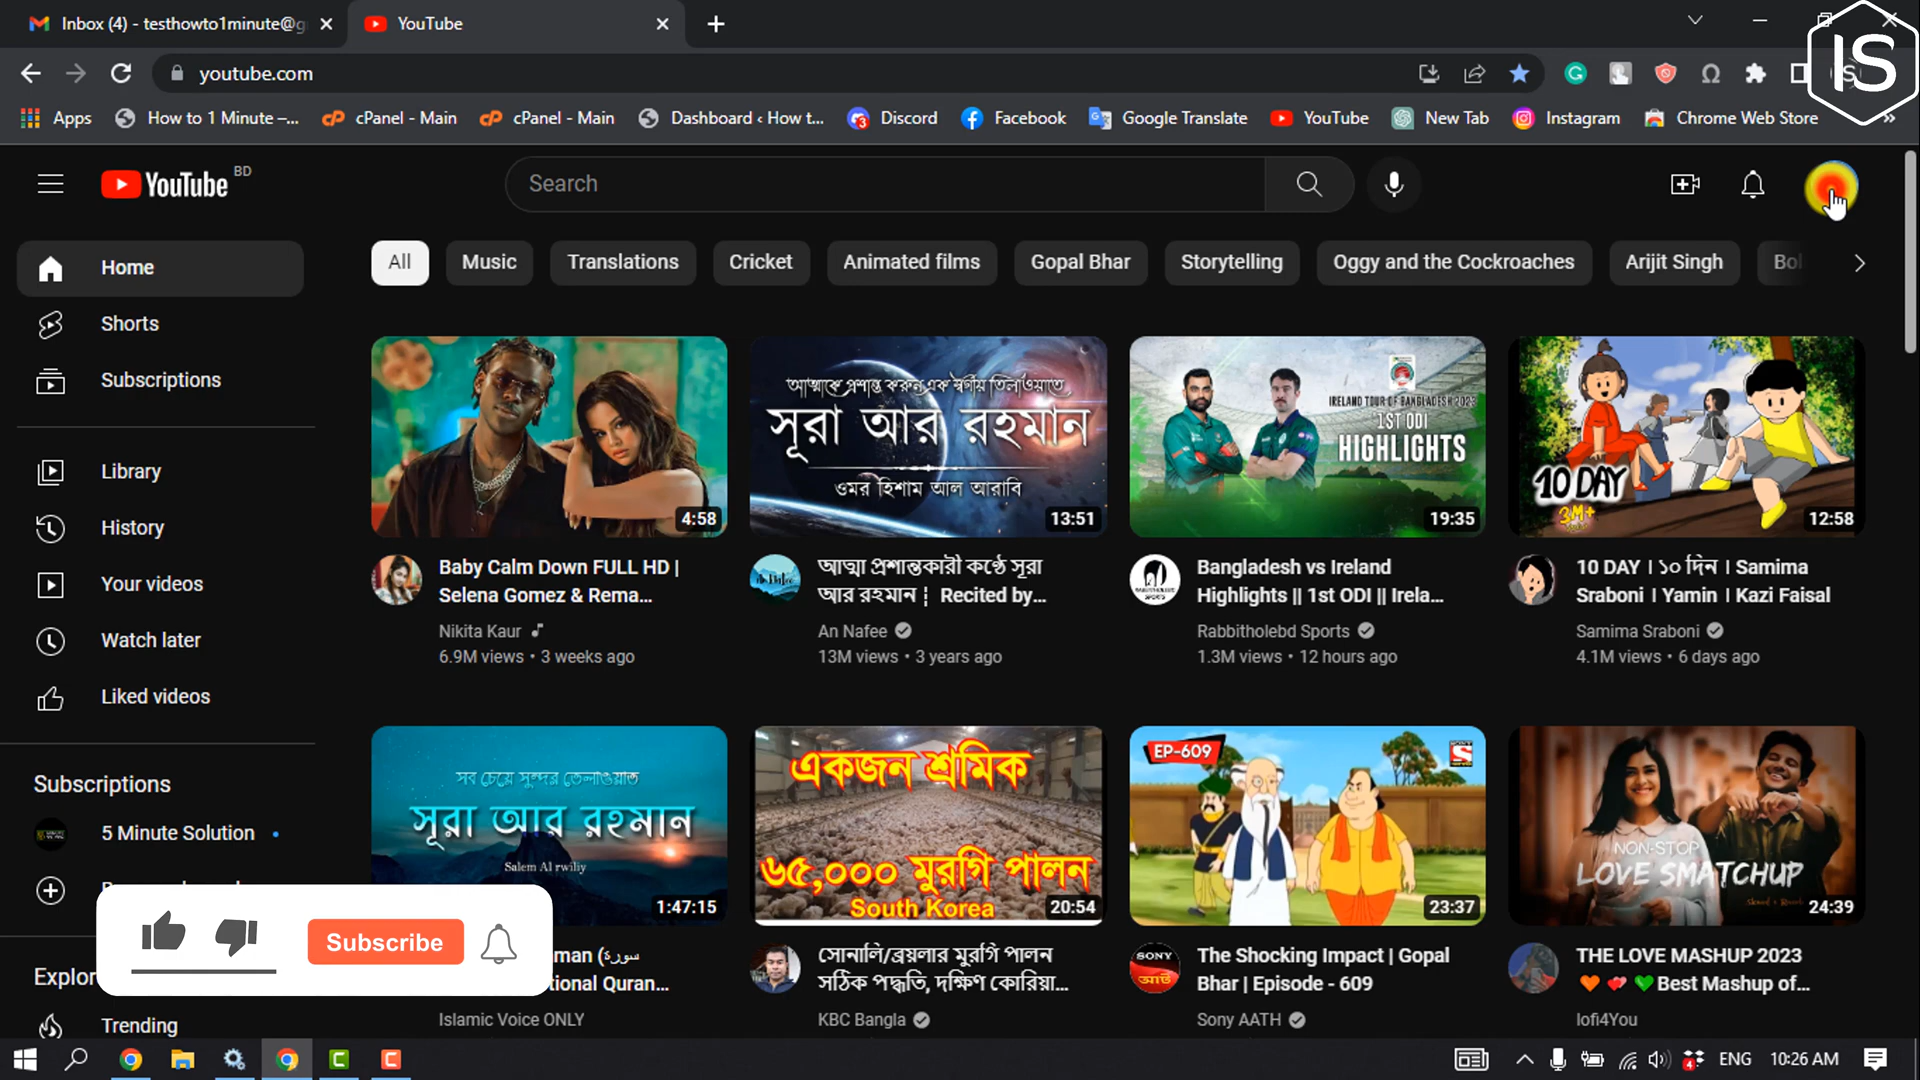 Inbox (4) - testhowto1minute@g
YouTube
IS
youtube.com
Apps
How to 1 Minute –...
cPanel - Main
cPanel - Main
Dashboard ‹ How t...
Discord
Facebook
Google Translate
YouTube
New Tab
Instagram
Chrome Web Store
YouTube BD
Search
Home
Shorts
Subscriptions
Library
History
Your videos
Watch later
Liked videos
Subscriptions
5 Minute Solution
Explor
Trending
Subscribe
All
Music
Translations
Cricket
Animated films
Gopal Bhar
Storytelling
Oggy and the Cockroaches
Arijit Singh
Bol
4:58
Baby Calm Down FULL HD |
Selena Gomez & Rema...
Nikita Kaur
6.9M views • 3 weeks ago
আত্মাকে প্রশান্ত করুন এক স্বর্গীয় তিলাওয়াতে
সূরা আর রহমান
ওমর হিশাম আল আরাবি
13:51
আত্মা প্রশান্তকারী কণ্ঠে সূরা
আর রহমান ¦ Recited by...
An Nafee
13M views • 3 years ago
IRELAND TOUR OF BANGLADESH 2023
1ST ODI
HIGHLIGHTS
19:35
Bangladesh vs Ireland
Highlights || 1st ODI || Irela...
Rabbitholebd Sports
1.3M views • 12 hours ago
10 DAY
3M+
12:58
10 DAY । ১০ দিন । Samima
Sraboni । Yamin । Kazi Faisal
Samima Sraboni
4.1M views • 6 days ago
সব চেয়ে সুন্দর তেলাওয়াত
সূরা আর রহমান
Salem Al rwiliy
1:47:15
man (سورة
tional Quran...
Islamic Voice ONLY
একজন শ্রমিক
৬৫,০০০ মুরগি পালন
South Korea
20:54
সোনালি/ব্রয়লার মুরগি পালন
সঠিক পদ্ধতি, দক্ষিণ কোরিয়া...
KBC Bangla
EP-609
23:37
SONY
আট
The Shocking Impact | Gopal
Bhar | Episode - 609
Sony AATH
NON-STOP
LOVE SMATCHUP
24:39
THE LOVE MASHUP 2023
Best Mashup of...
lofi4You
ENG
10:26 AM